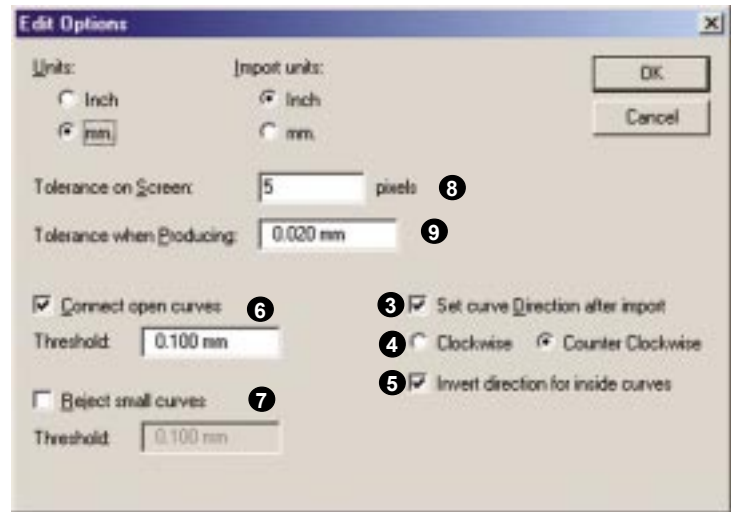 Edit Options
Units: Import units:
Inch Inch OK
mm. mm. Cancel
Tolerance on Screen: 5 pixels 8
Tolerance when Producing: 0.020 mm 9
Connect open curves 6 3 Set curve Direction after import
Threshold: 0.100 mm 4 Clockwise Counter Clockwise
5 Invert direction for inside curves
Reject small curves 7
Threshold: 0.100 mm